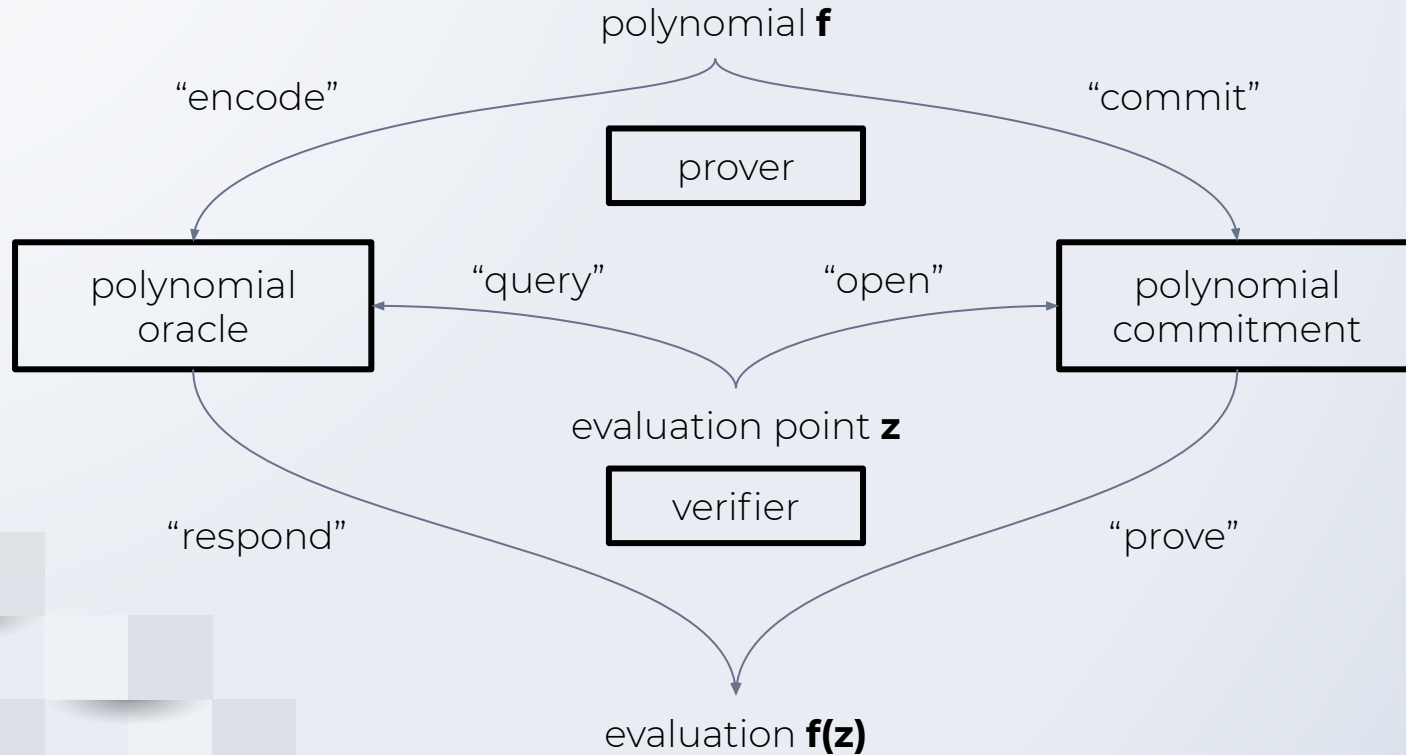 polynomial f
“encode”
“commit”
prover
polynomial
oracle
“query”
“open”
polynomial
commitment
evaluation point z
verifier
“respond”
“prove”
evaluation f(z)